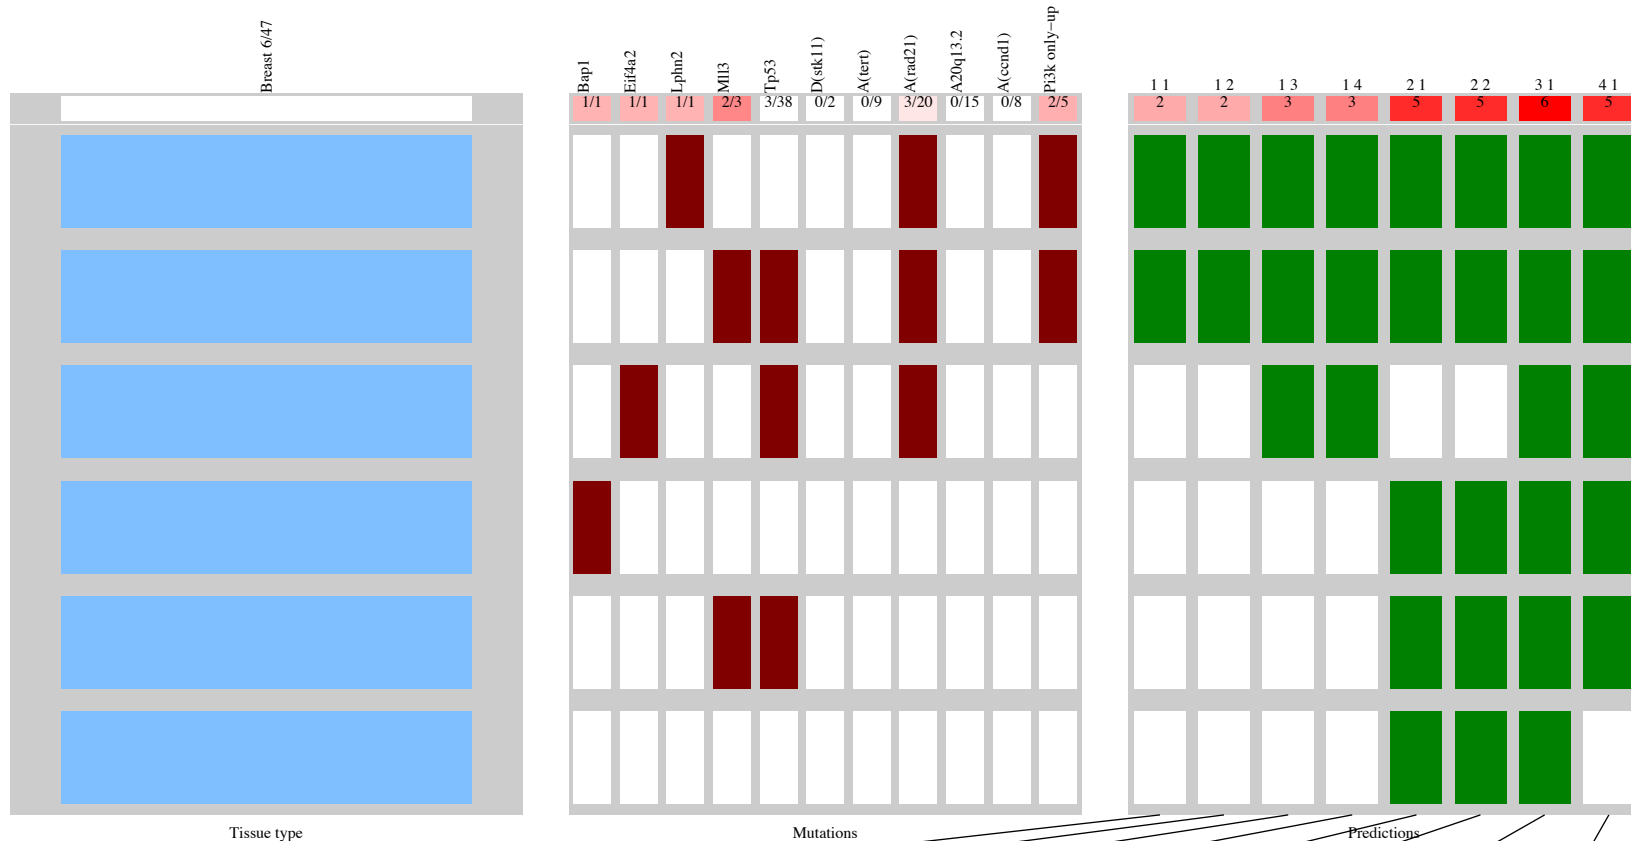 Breast 6/47
Bap1
Eif4a2
Lphn2
Mll3
Tp53
D(stk11)
A(tert)
A(rad21)
A20q13.2
A(ccnd1)
Pi3k only−up
1/1 1/1 1/1 2/3 3/38 0/2 0/9 3/20 0/15 0/8 2/5
1 1 1 2 1 3 1 4 2 1 2 2 3 1 4 1
2 2 3 3 5 5 6 5
Tissue type
Mutations
Predictions